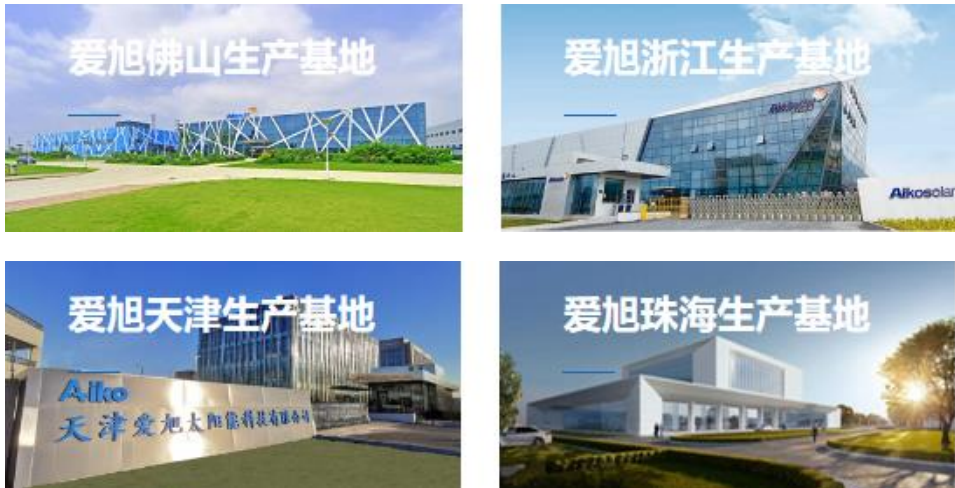 爱旭佛山生产基地
爱旭浙江生产基地
Aikosolar
爱旭天津生产基地
Aiko
天津爱旭太阳能科技有限公司
爱旭珠海生产基地